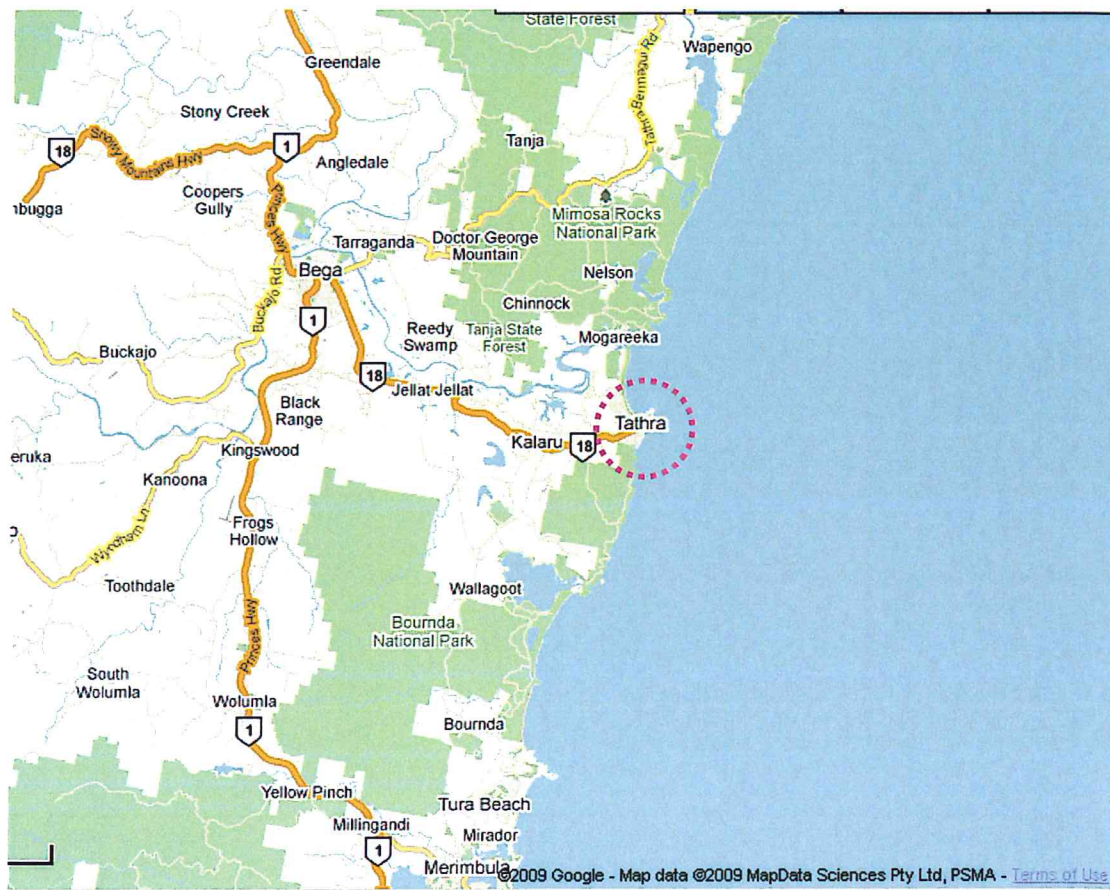 State Forest
Wapengo
Greendale
Tathra-Bermagui Rd
Stony Creek
Tanja
18
Snowy Mountains Hwy
1
Angledale
Coopers
Gully
mbugga
Princes Hwy
Mimosa Rocks
National Park
Tarraganda
Doctor George
Mountain
Bega
Nelson
Buckajo Rd
Chinnock
1
Reedy
Swamp
Tanja State
Forest
Mogareeka
Buckajo
18
Jellat Jellat
Black
Range
Tathra
Kalaru
18
Kingswood
eruka
Kanoona
Frogs
Hollow
Wyndham Ln
Toothdale
Wallagoot
Bournda
National Park
Princes Hwy
South
Wolumla
Wolumla
1
Bournda
Yellow Pinch
Tura Beach
Millingandi
Mirador
1
Merimbula
©2009 Google - Map data ©2009 MapData Sciences Pty Ltd, PSMA - Terms of Use